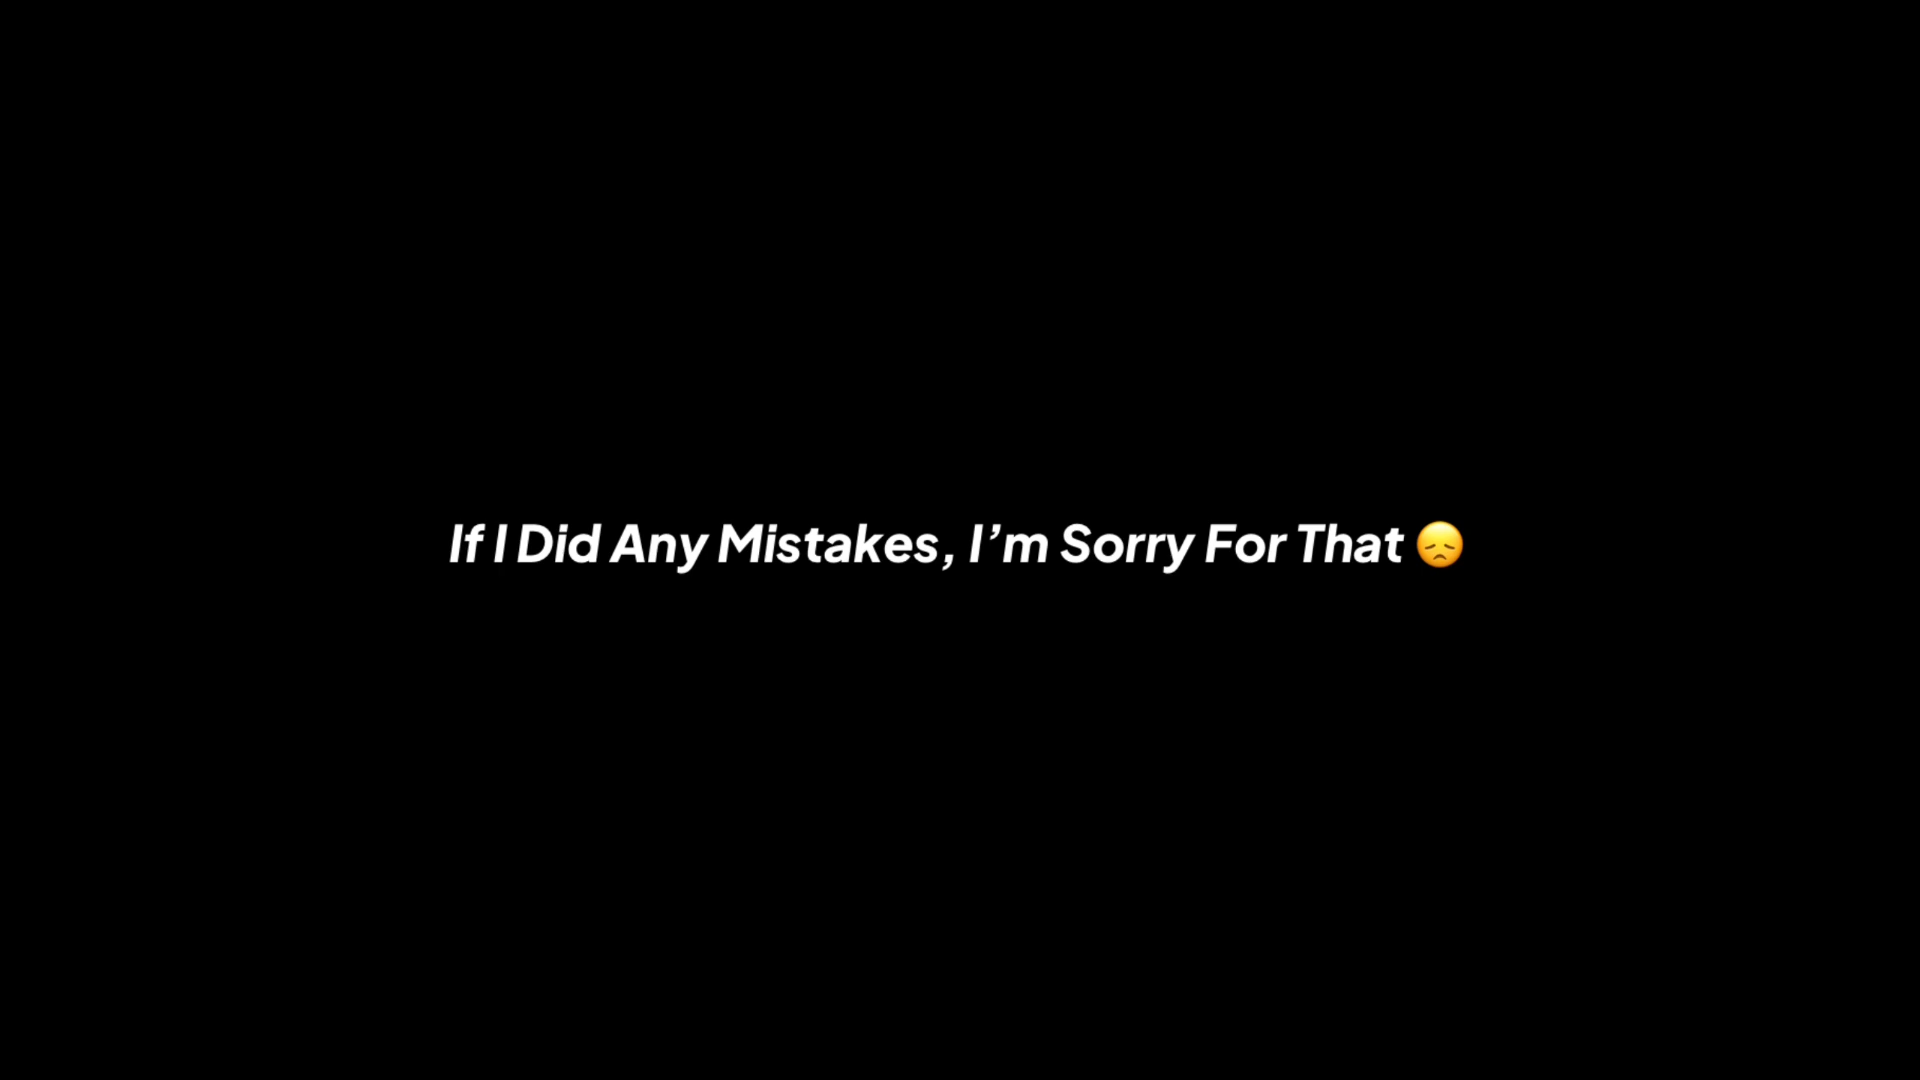 If I Did Any Mistakes, I’m Sorry For That 😞